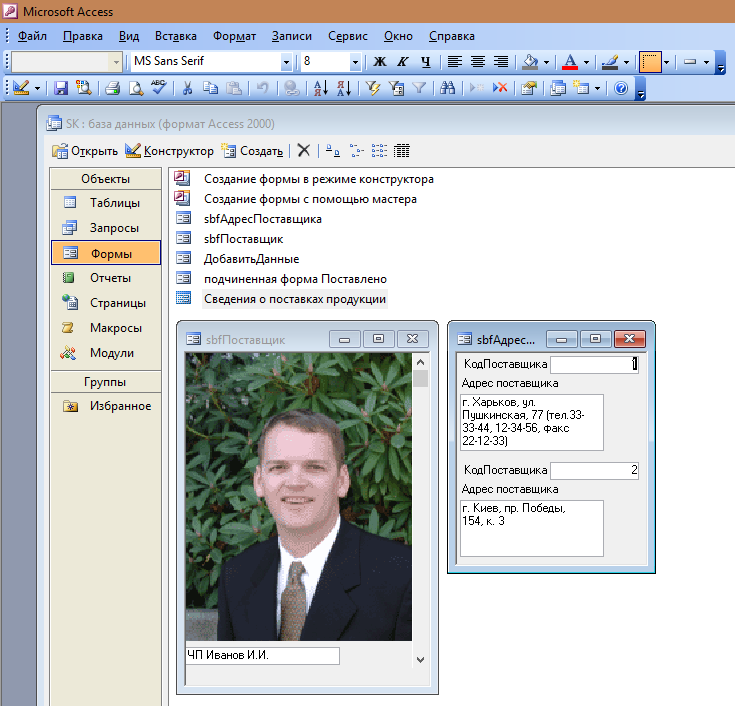 Microsoft Access
Файл Правка Вид Вставка Формат Записи Сервис Окно Справка
MS Sans Serif 8 Ж К Ч
SK : база данных (формат Access 2000)
Открыть Конструктор Создать
Объекты
Таблицы
Запросы
Формы
Отчеты
Страницы
Макросы
Модули
Группы
Избранное
Создание формы в режиме конструктора
Создание формы с помощью мастера
sbfАдресПоставщика
sbfПоставщик
ДобавитьДанные
подчиненная форма Поставлено
Сведения о поставках продукции
sbfПоставщик
ЧП Иванов И.И.
sbfАдрес...
КодПоставщика 1
Адрес поставщика
г. Харьков, ул.
Пушкинская, 77 (тел.33-
33-44, 12-34-56, факс
22-12-33)
КодПоставщика 2
Адрес поставщика
г. Киев, пр. Победы,
154, к. 3